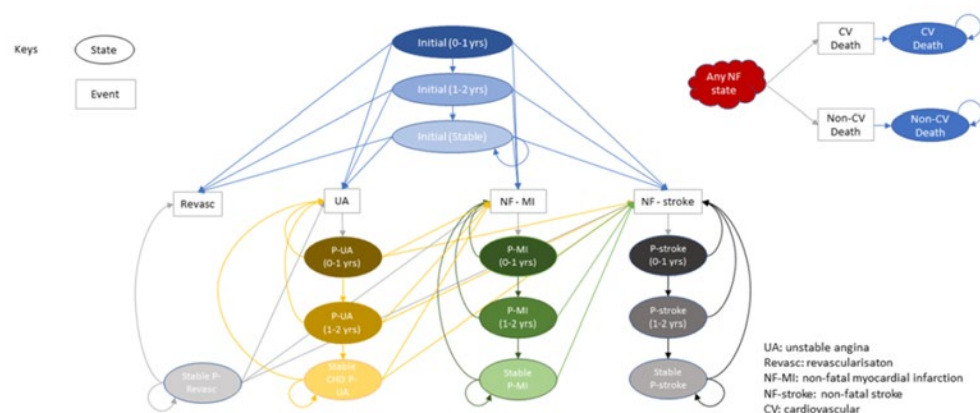 Keys
State
Event
Initial (0-1 yrs)
Initial (1-2 yrs)
Initial (Stable)
Any NF
state
CV
Death
CV
Death
Non-CV
Death
Non-CV
Death
Revasc
UA
NF - MI
NF - stroke
P-UA
(0-1 yrs)
P-MI
(0-1 yrs)
P-stroke
(0-1 yrs)
P-UA
(1-2 yrs)
P-MI
(1-2 yrs)
P-stroke
(1-2 yrs)
Stable P-
Revasc
Stable
CHD P-
UA
Stable
P-MI
Stable
P-stroke
UA: unstable angina
Revasc: revascularisaton
NF-MI: non-fatal myocardial infarction
NF-stroke: non-fatal stroke
CV: cardiovascular